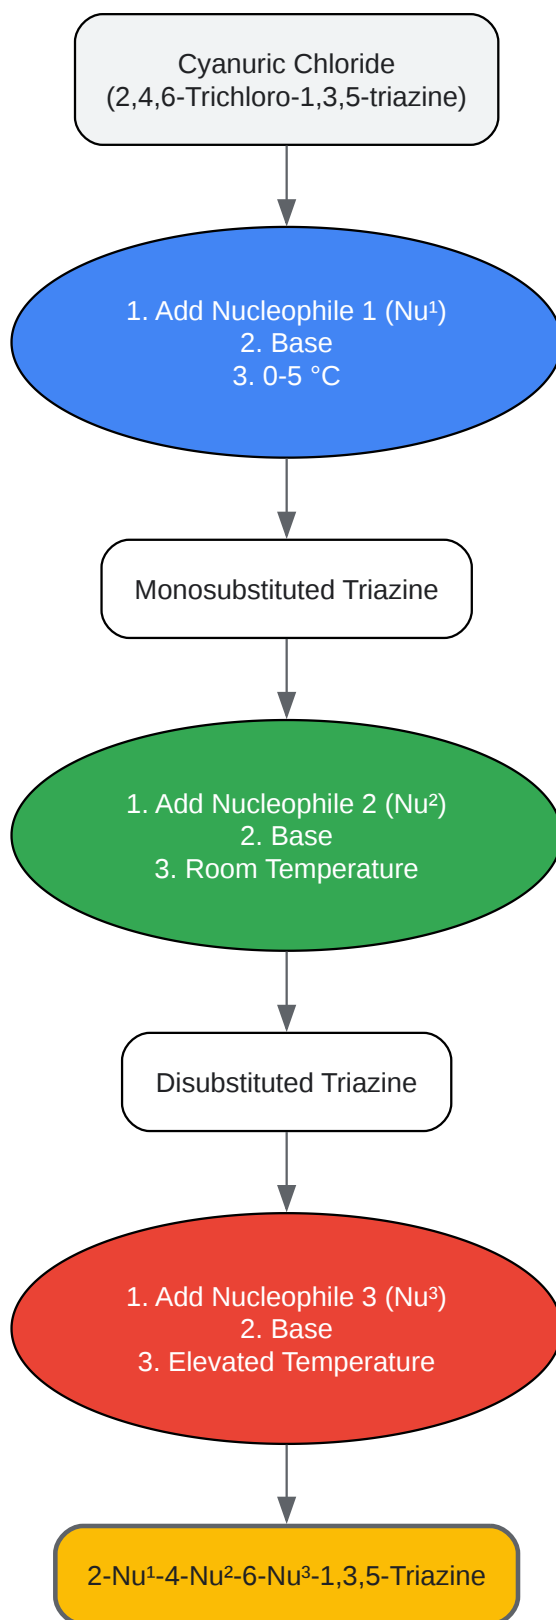 Cyanuric Chloride
(2,4,6-Trichloro-1,3,5-triazine)
1. Add Nucleophile 1 (Nu¹)
2. Base
3. 0-5 °C
Monosubstituted Triazine
1. Add Nucleophile 2 (Nu²)
2. Base
3. Room Temperature
Disubstituted Triazine
1. Add Nucleophile 3 (Nu³)
2. Base
3. Elevated Temperature
2-Nu¹-4-Nu²-6-Nu³-1,3,5-Triazine